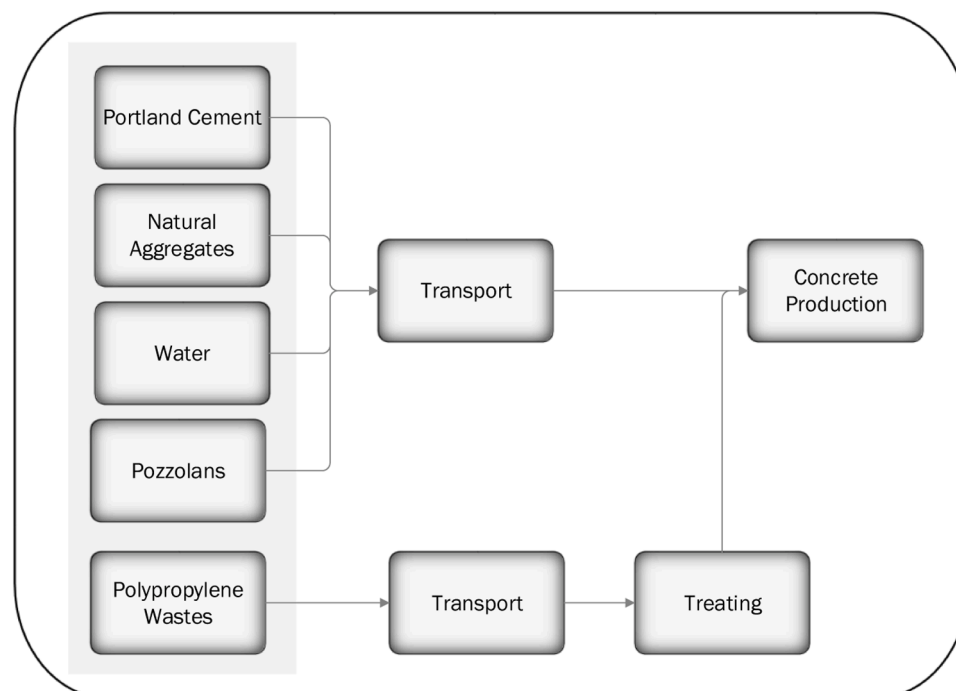 Portland Cement
Natural
Aggregates
Water
Pozzolans
Polypropylene
Wastes
Transport
Transport
Treating
Concrete
Production